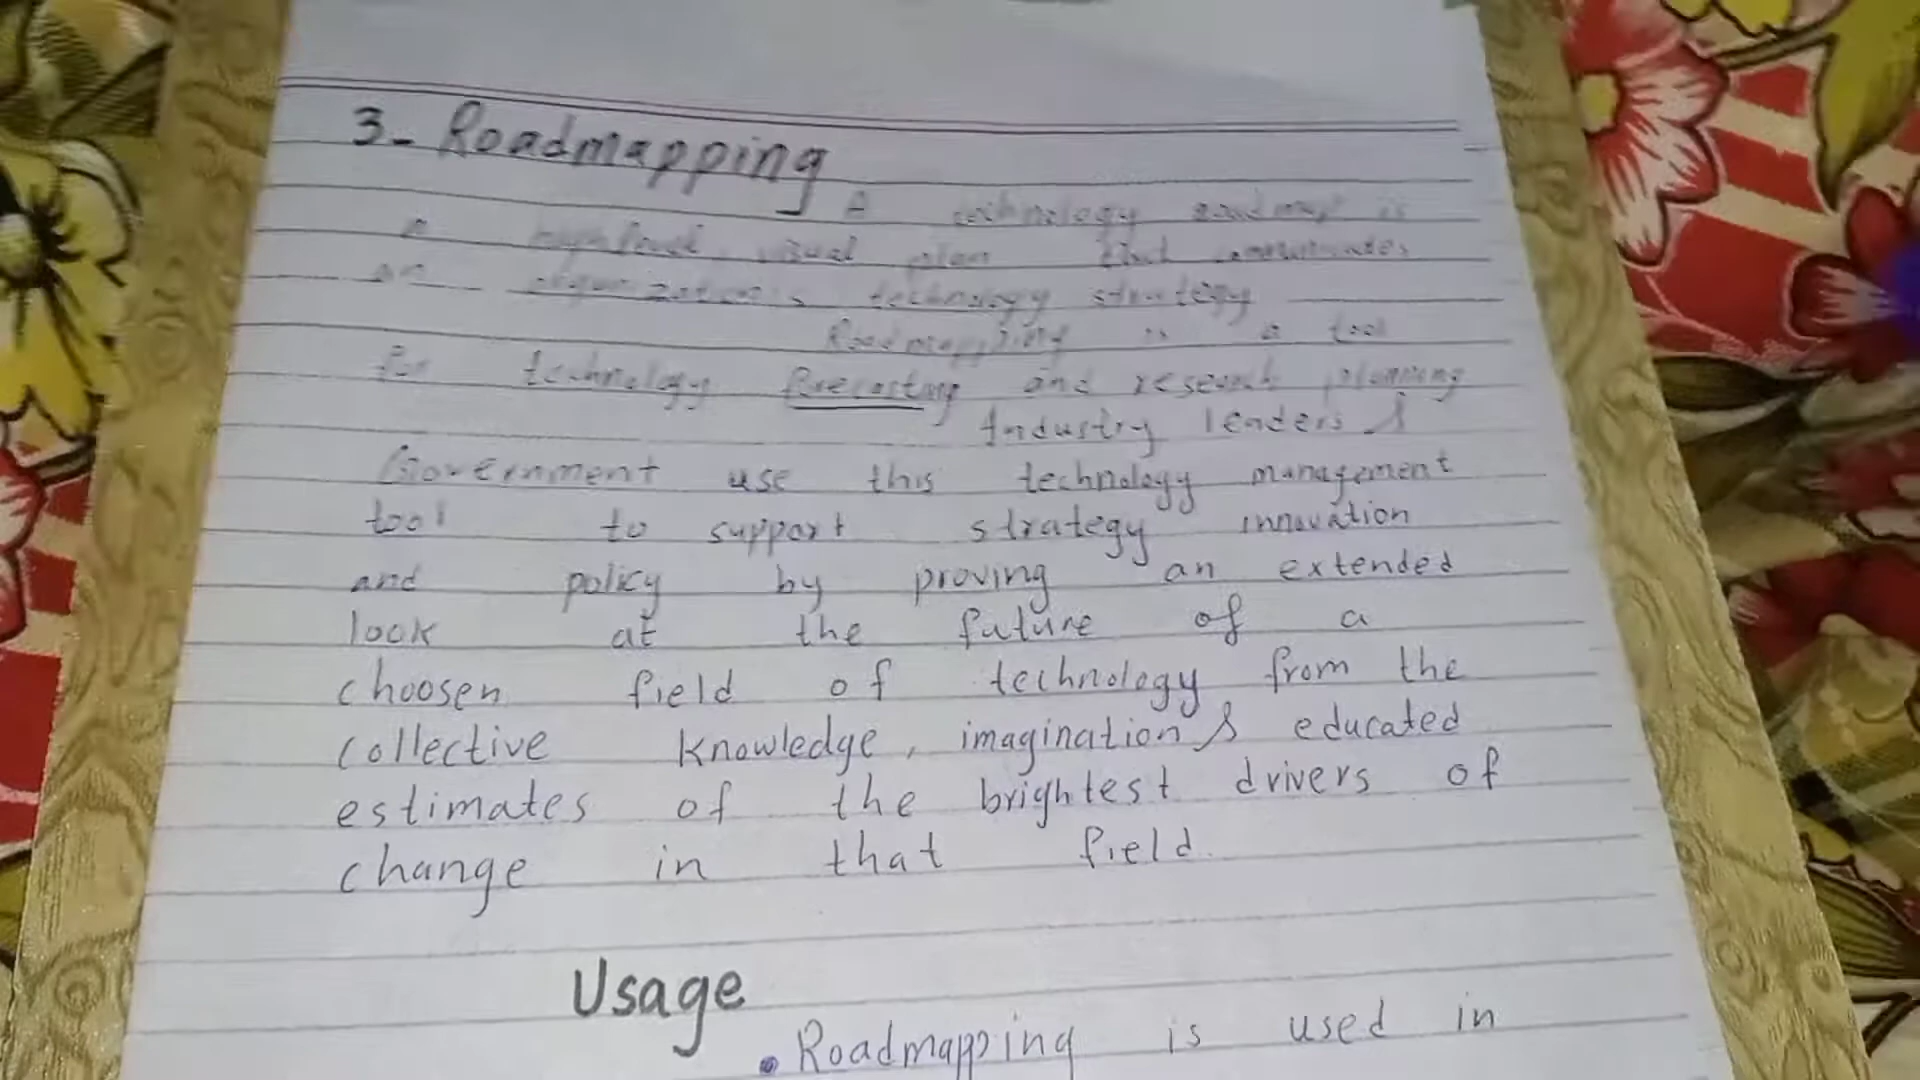 3- Roadmapping
A technology roadmap is
a high level, visual plan that communicates
an organization's technology strategy
Roadmapping is a tool
for technology forecasting and research planning
Industry leaders &
Government use this technology management
tool to support strategy innovation
and policy by proving an extended
look at the future of a
choosen field of technology from the
collective knowledge, imagination & educated
estimates of the brightest drivers of
change in that field.
Usage
• Roadmapping is used in